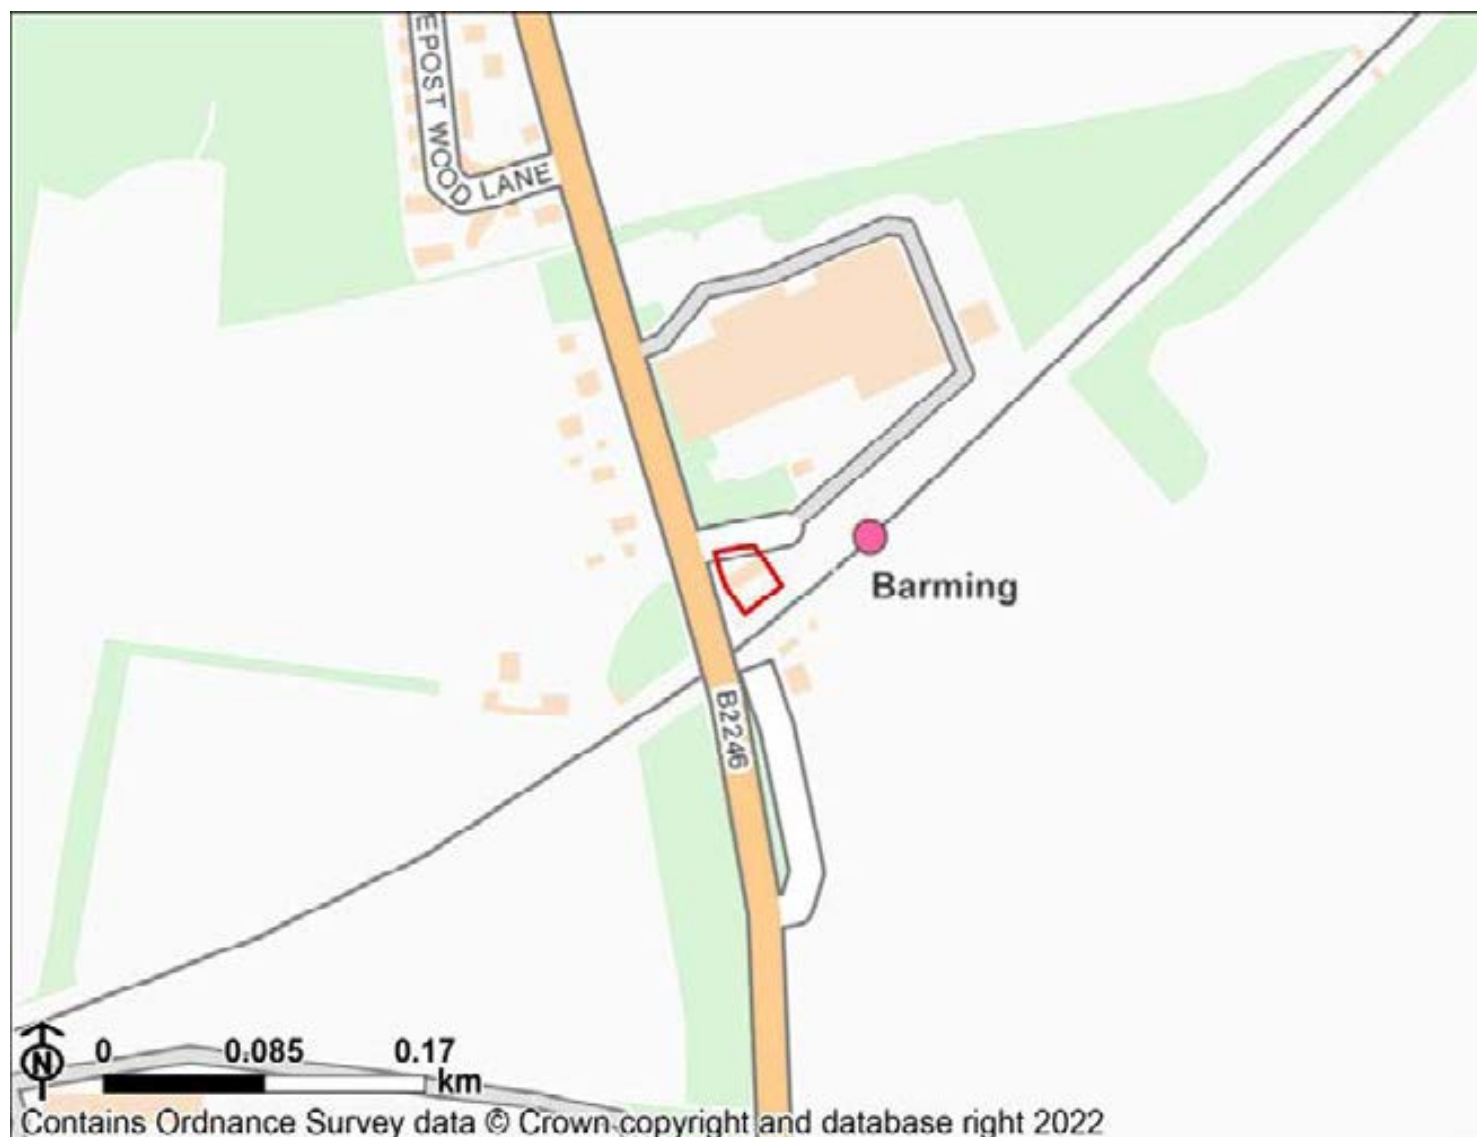 EPOST WOOD LANE
Barming
B2246
N
0 0.085 0.17
km
Contains Ordnance Survey data © Crown copyright and database right 2022